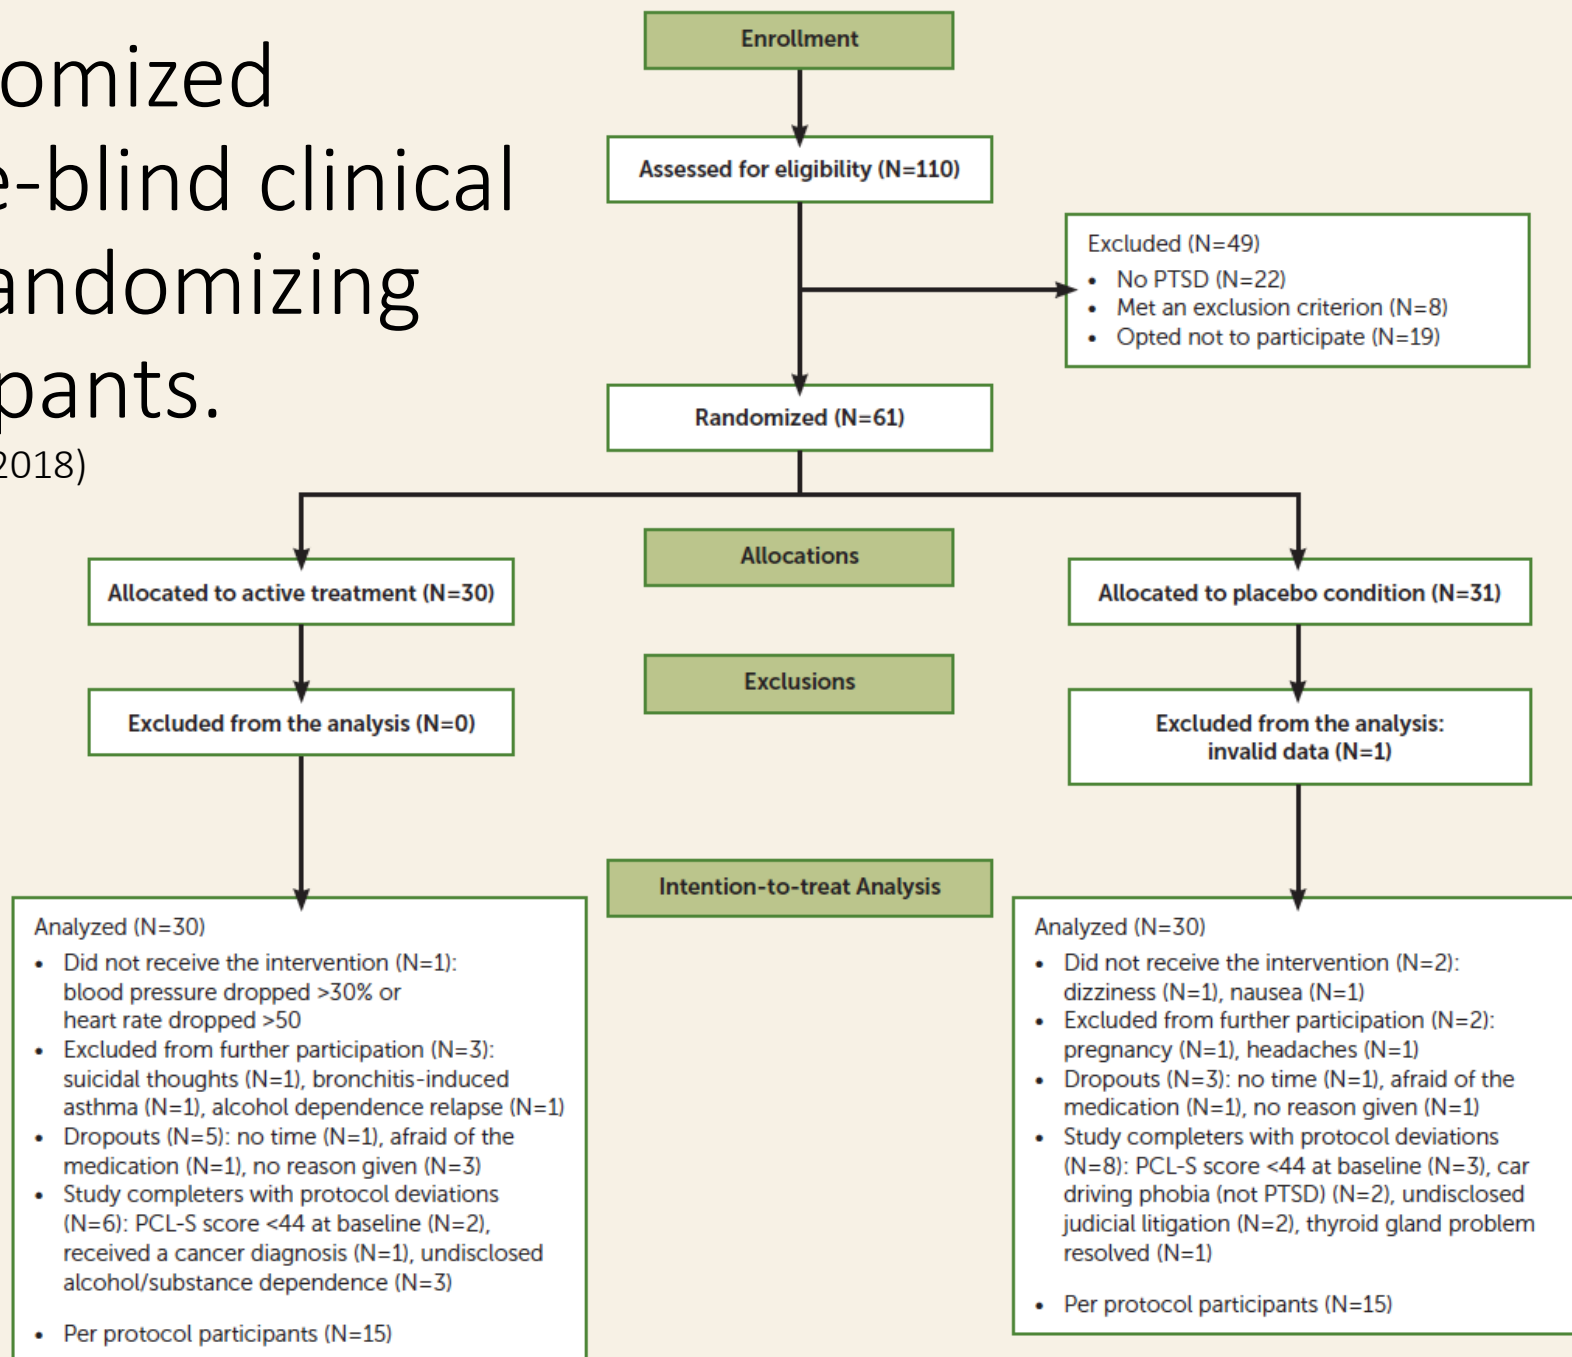 omized
e-blind clinical
andomizing
pants.
2018)
Enrollment
Assessed for eligibility (N=110)
Excluded (N=49)
• No PTSD (N=22)
• Met an exclusion criterion (N=8)
• Opted not to participate (N=19)
Randomized (N=61)
Allocations
Allocated to active treatment (N=30)
Allocated to placebo condition (N=31)
Exclusions
Excluded from the analysis (N=0)
Excluded from the analysis:
invalid data (N=1)
Intention-to-treat Analysis
Analyzed (N=30)
• Did not receive the intervention (N=1):
blood pressure dropped >30% or
heart rate dropped >50
• Excluded from further participation (N=3):
suicidal thoughts (N=1), bronchitis-induced
asthma (N=1), alcohol dependence relapse (N=1)
• Dropouts (N=5): no time (N=1), afraid of the
medication (N=1), no reason given (N=3)
• Study completers with protocol deviations
(N=6): PCL-S score <44 at baseline (N=2),
received a cancer diagnosis (N=1), undisclosed
alcohol/substance dependence (N=3)
• Per protocol participants (N=15)
Analyzed (N=30)
• Did not receive the intervention (N=2):
dizziness (N=1), nausea (N=1)
• Excluded from further participation (N=2):
pregnancy (N=1), headaches (N=1)
• Dropouts (N=3): no time (N=1), afraid of the
medication (N=1), no reason given (N=1)
• Study completers with protocol deviations
(N=8): PCL-S score <44 at baseline (N=3), car
driving phobia (not PTSD) (N=2), undisclosed
judicial litigation (N=2), thyroid gland problem
resolved (N=1)
• Per protocol participants (N=15)